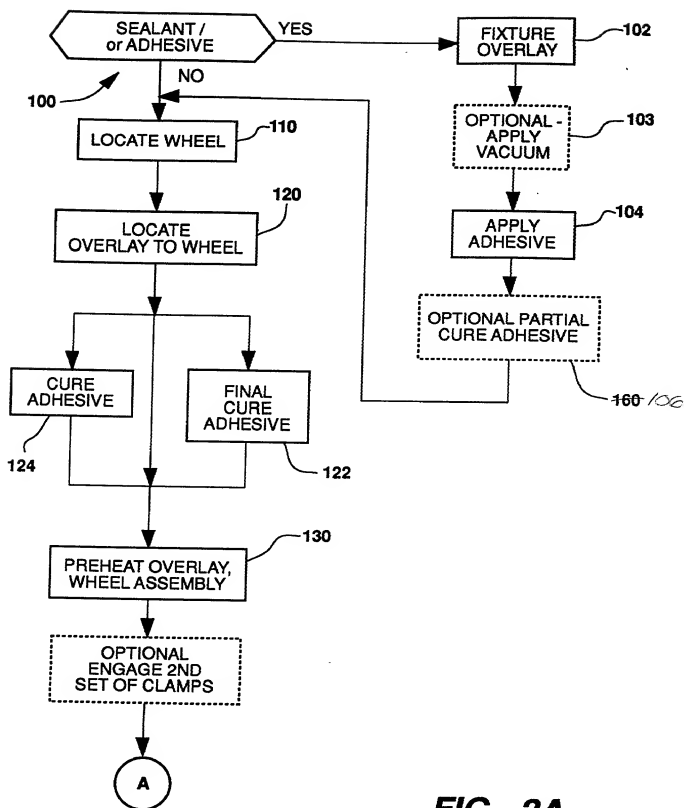 SEALANT /
or ADHESIVE
YES
NO
100
FIXTURE
OVERLAY
102
OPTIONAL -
APPLY
VACUUM
103
LOCATE WHEEL
110
APPLY
ADHESIVE
104
LOCATE
OVERLAY TO WHEEL
120
OPTIONAL PARTIAL
CURE ADHESIVE
160 106
CURE
ADHESIVE
124
FINAL
CURE
ADHESIVE
122
PREHEAT OVERLAY,
WHEEL ASSEMBLY
130
OPTIONAL
ENGAGE 2ND
SET OF CLAMPS
A
FIG. 2A